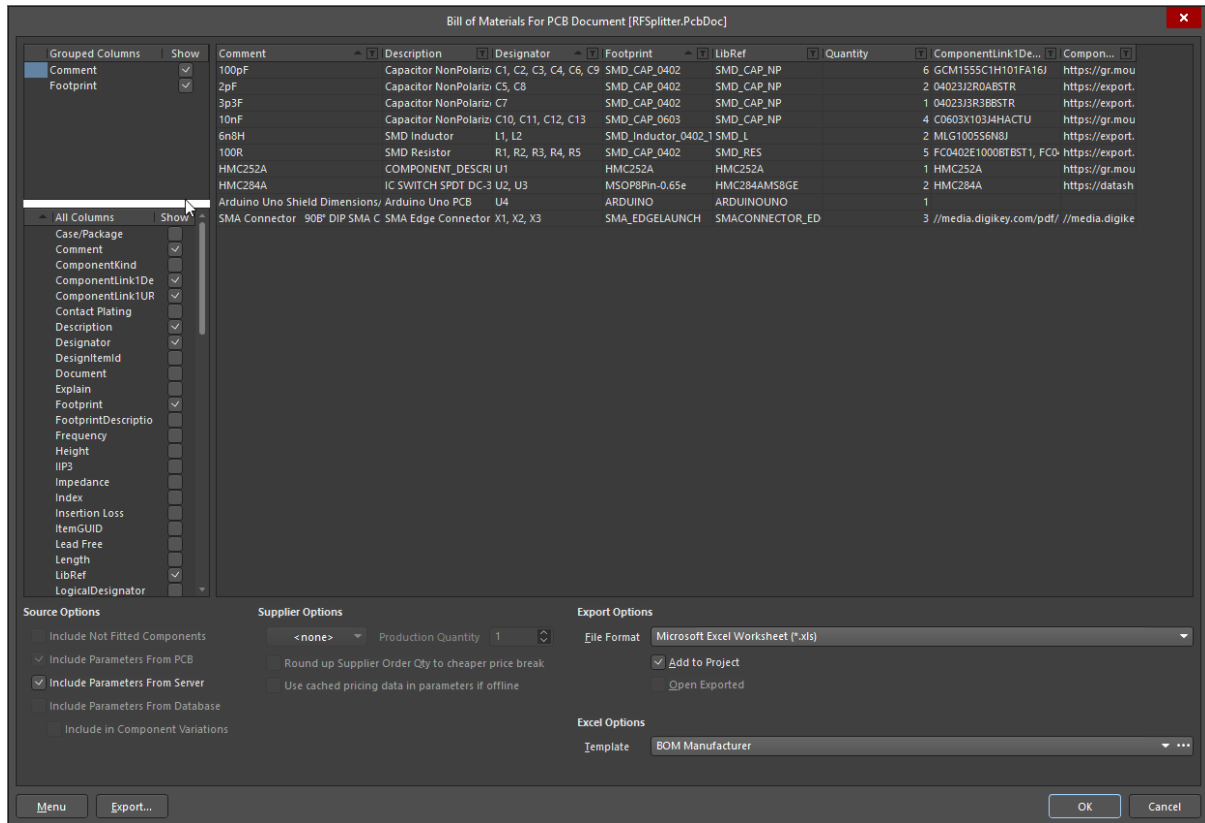 Bill of Materials For PCB Document [RFSplitter.PcbDoc]
Grouped Columns Show
Comment
Footprint
Comment Description Designator Footprint LibRef Quantity ComponentLink1De... Compon...
100pF Capacitor NonPolariz C1, C2, C3, C4, C6, C9 SMD_CAP_0402 SMD_CAP_NP 6 GCM1555C1H101FA16J https://gr.mou
2pF Capacitor NonPolariz C5, C8 SMD_CAP_0402 SMD_CAP_NP 2 04023J2R0ABSTR https://export.
3p3F Capacitor NonPolariz C7 SMD_CAP_0402 SMD_CAP_NP 1 04023J3R3BBSTR https://export.
10nF Capacitor NonPolariz C10, C11, C12, C13 SMD_CAP_0603 SMD_CAP_NP 4 C0603X103J4HACTU https://gr.mou
6n8H SMD Inductor L1, L2 SMD_Inductor_0402_1 SMD_L 2 MLG1005S6N8J https://export.
100R SMD Resistor R1, R2, R3, R4, R5 SMD_CAP_0402 SMD_RES 5 FC0402E1000BTBST1, FC04 https://export.
HMC252A COMPONENT_DESCRI U1 HMC252A HMC252A 1 HMC252A https://export.
HMC284A IC SWITCH SPDT DC-3 U2, U3 MSOP8Pin-0.65e HMC284AMS8GE 2 HMC284A https://datash
Arduino Uno Shield Dimensions/ Arduino Uno PCB U4 ARDUINO ARDUINOUNO 1
SMA Connector 90В° DIP SMA C SMA Edge Connector X1, X2, X3 SMA_EDGELAUNCH SMACONNECTOR_ED 3 //media.digikey.com/pdf/ //media.digike
All Columns Show
Case/Package
Comment
ComponentKind
ComponentLink1De
ComponentLink1UR
Contact Plating
Description
Designator
DesignItemId
Document
Explain
Footprint
FootprintDescriptio
Frequency
Height
IIP3
Impedance
Index
Insertion Loss
ItemGUID
Lead Free
Length
LibRef
LogicalDesignator
Source Options
Include Not Fitted Components
Include Parameters From PCB
Include Parameters From Server
Include Parameters From Database
Include in Component Variations
Supplier Options
<none> Production Quantity 1
Round up Supplier Order Qty to cheaper price break
Use cached pricing data in parameters if offline
Export Options
File Format Microsoft Excel Worksheet (*.xls)
Add to Project
Open Exported
Excel Options
Template BOM Manufacturer
Menu Export... OK Cancel